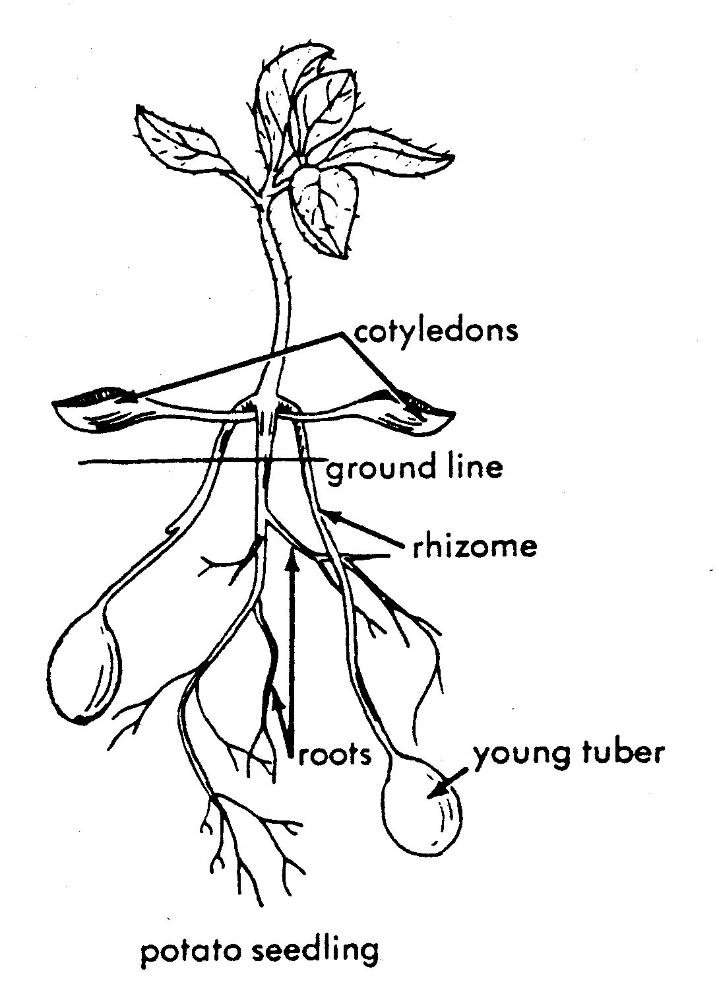 cotyledons
ground line
rhizome
roots
young tuber
potato seedling